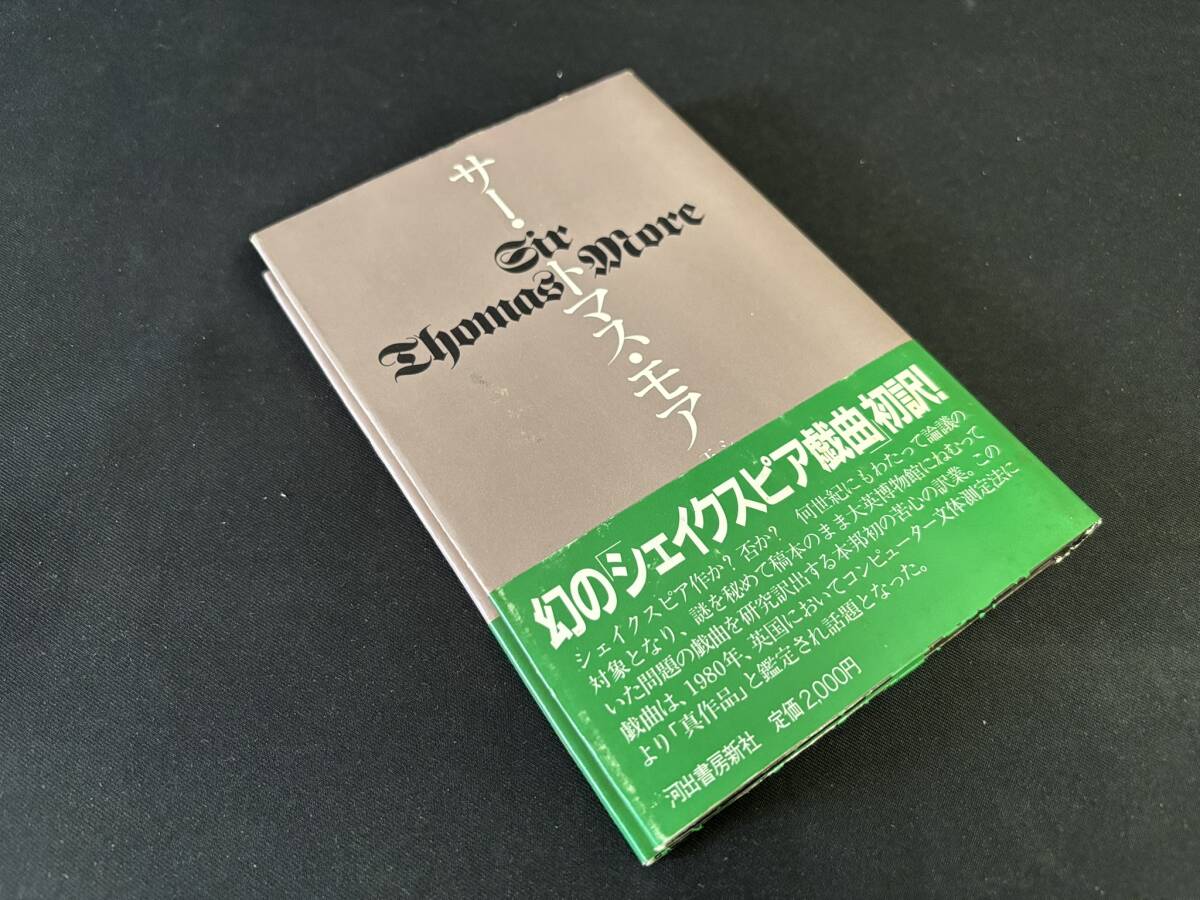 サー・トマス・モア
Sir
Thomas More
幻の「シェイクスピア戯曲」初訳!
シェイクスピア作か? 否か? 何世紀にもわたって論議の
対象となり、謎を秘めて稿本のまま大英博物館にねむって
いた問題の戯曲を研究訳出する本邦初の苦心の訳業。この
戯曲は、1980年、英国においてコンピューター文体測定法に
より「真作品」と鑑定され話題となった。
河出書房新社 定価2,000円